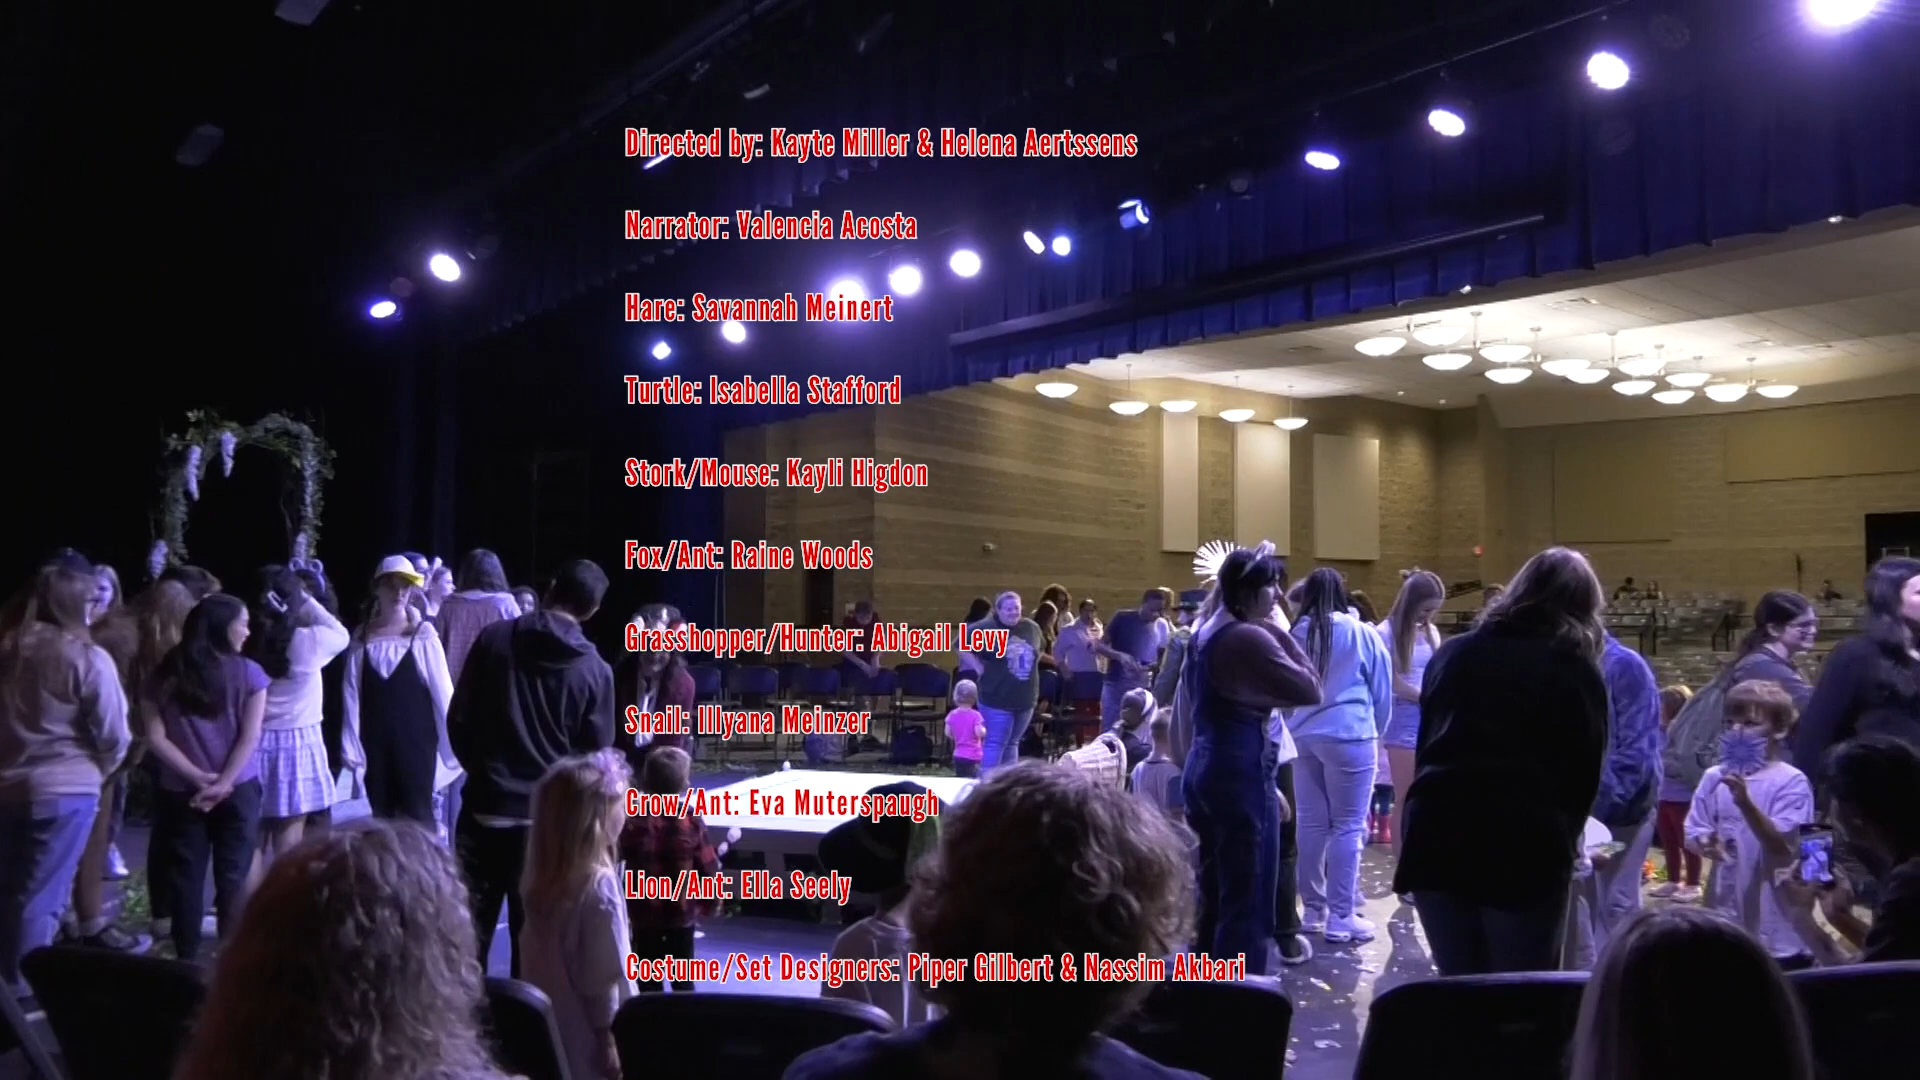 Directed by: Kayte Miller & Helena Aertssens
Narrator: Valencia Acosta
Hare: Savannah Meinert
Turtle: Isabella Stafford
Stork/Mouse: Kayli Higdon
Fox/Ant: Raine Woods
Grasshopper/Hunter: Abigail Levy
Snail: Illyana Meinzer
Crow/Ant: Eva Muterspaugh
Lion/Ant: Ella Seely
Costume/Set Designers: Piper Gilbert & Nassim Akbari